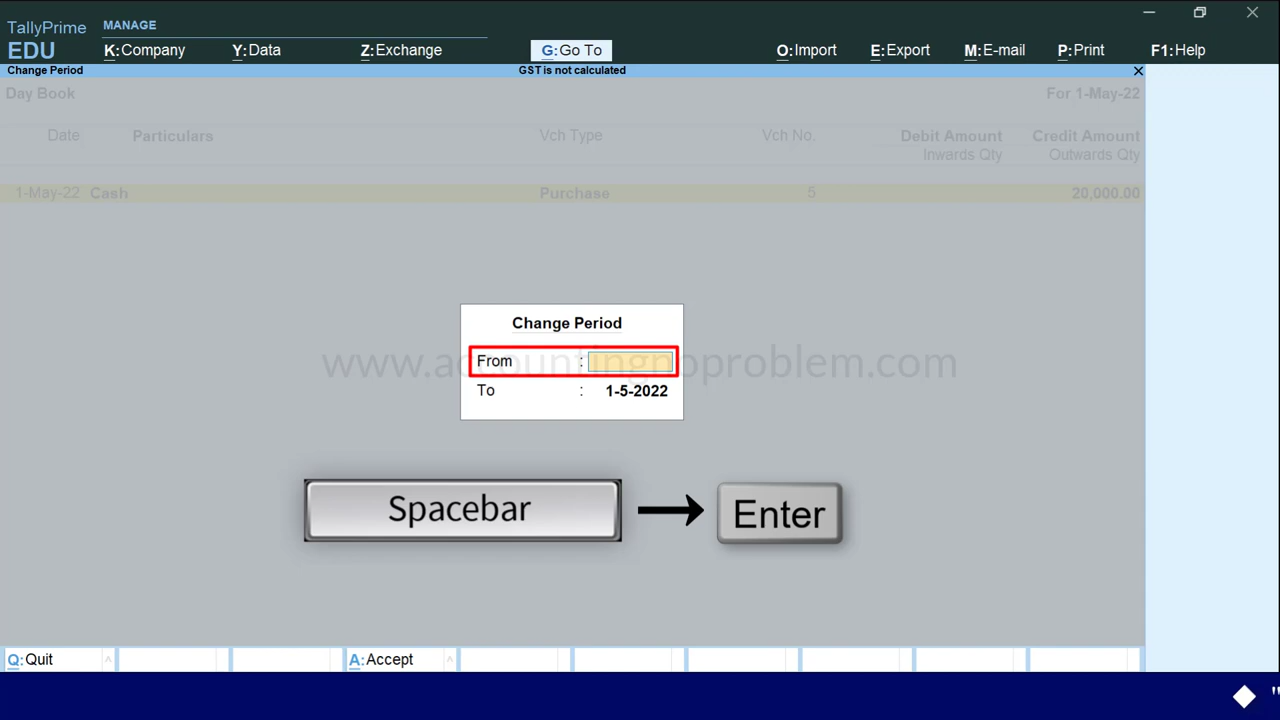 TallyPrime
EDU
MANAGE
K:Company Y:Data Z:Exchange G:Go To O:Import E:Export M:E-mail P:Print F1:Help
Change Period GST is not calculated
Day Book For 1-May-22
Date Particulars Vch Type Vch No. Debit Amount Credit Amount
Inwards Qty Outwards Qty
1-May-22 Cash Purchase 5 20,000.00
Change Period
From :
www.accountingnoproblem.com
To : 1-5-2022
Spacebar Enter
Q:Quit A:Accept